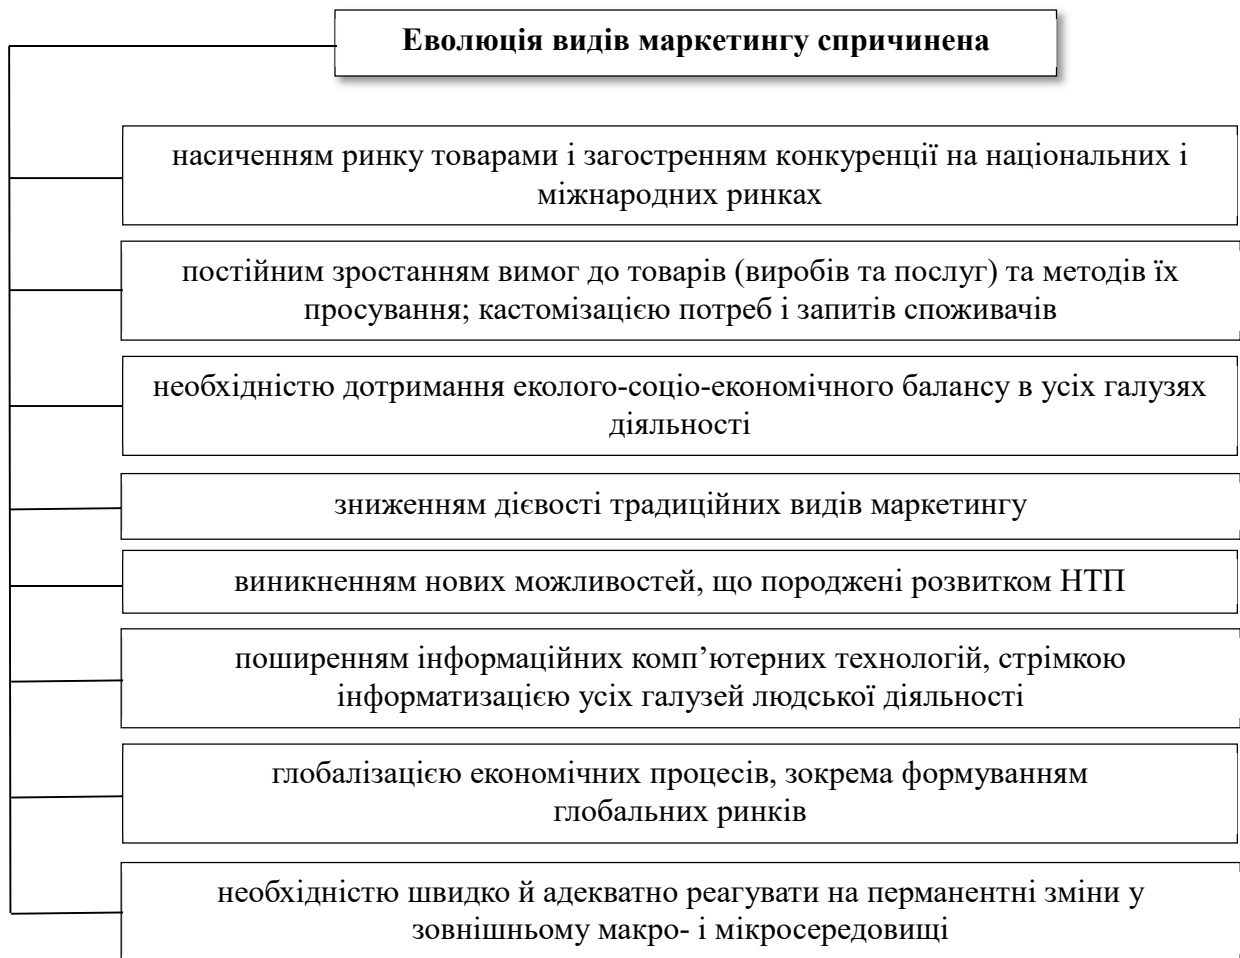 Еволюція видів маркетингу спричинена
насиченням ринку товарами і загостренням конкуренції на національних і
міжнародних ринках
постійним зростанням вимог до товарів (виробів та послуг) та методів їх
просування; кастомізацією потреб і запитів споживачів
необхідністю дотримання еколого-соціо-економічного балансу в усіх галузях
діяльності
зниженням дієвості традиційних видів маркетингу
виникненням нових можливостей, що породжені розвитком НТП
поширенням інформаційних комп’ютерних технологій, стрімкою
інформатизацією усіх галузей людської діяльності
глобалізацією економічних процесів, зокрема формуванням
глобальних ринків
необхідністю швидко й адекватно реагувати на перманентні зміни у
зовнішньому макро- і мікросередовищі